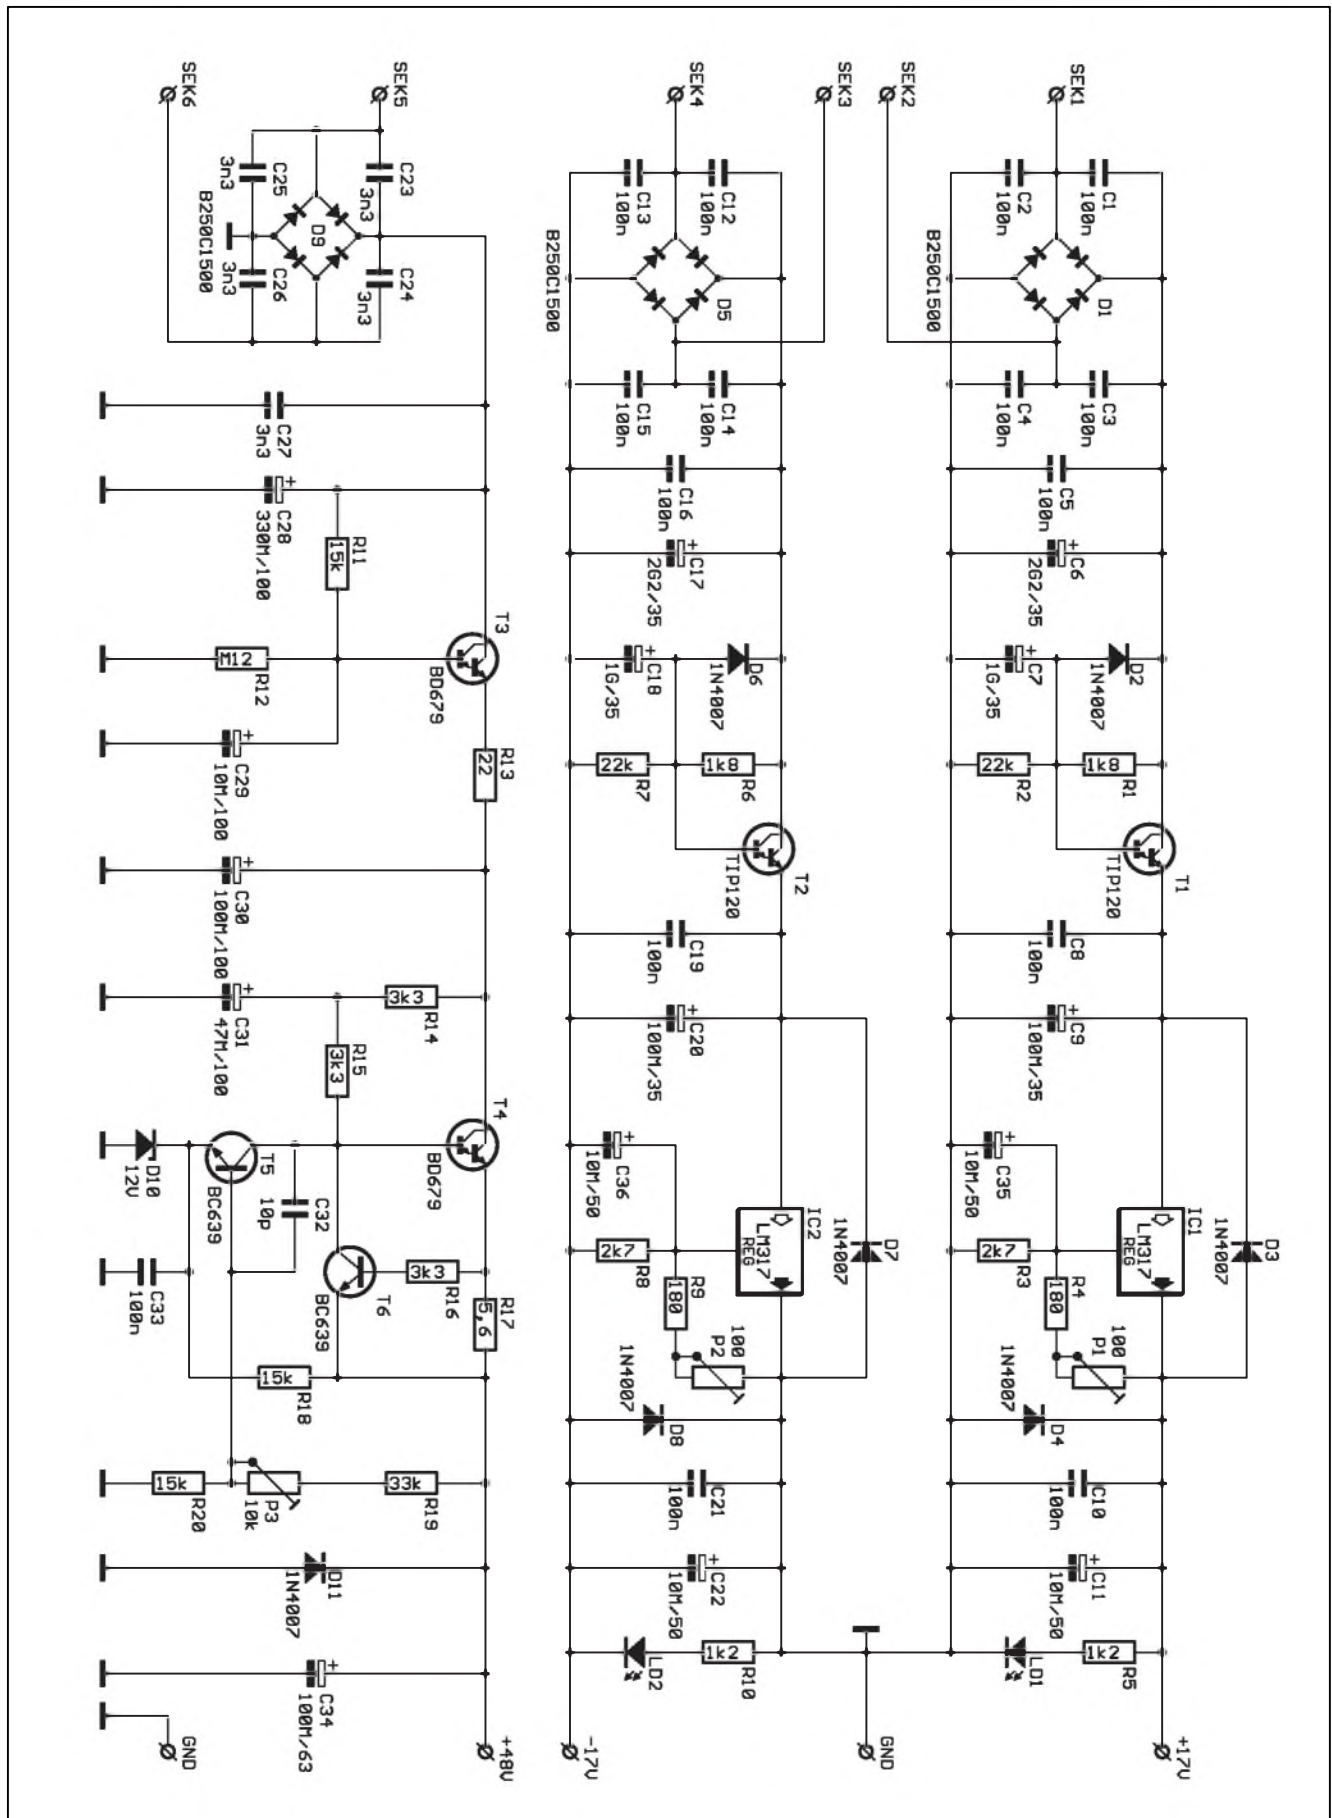 SEK1
C1
100n
C2
100n
D1
B250C1500
C3
100n
C4
100n
C5
100n
C6
2G2/35
D2
1N4007
C7
1G/35
1k8
R1
22k
R2
T1
TIP120
C8
100n
C9
100M/35
C35
10M/50
IC1
LM317
REG
D3
1N4007
2k7
R3
R4
180
P1
100
D4
1N4007
C10
100n
C11
10M/50
1k2
R5
LD1
+17V
SEK2
SEK3
GND
SEK4
C12
100n
C13
100n
D5
B250C1500
C14
100n
C15
100n
C16
100n
C17
2G2/35
D6
1N4007
C18
1G/35
1k8
R6
22k
R7
T2
TIP120
C19
100n
C20
100M/35
C36
10M/50
IC2
LM317
REG
D7
1N4007
2k7
R8
R9
180
P2
100
D8
1N4007
C21
100n
C22
10M/50
1k2
R10
LD2
-17V
SEK5
SEK6
C23
3n3
C25
3n3
D9
C24
3n3
C26
3n3
B250C1500
C27
3n3
C28
330M/100
R11
15k
M12
R12
T3
BD679
C29
10M/100
R13
22
C30
100M/100
C31
47M/100
3k3
R14
R15
3k3
T4
BD679
T5
BC639
D10
12V
C32
10p
C33
100n
T6
BC639
3k3
R16
R17
5,6
15k
R18
33k
R19
P3
10k
15k
R20
D11
1N4007
C34
100M/63
+48V
GND